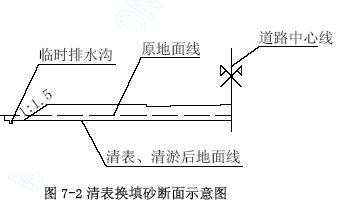 临时排水沟
原地面线
道路中心线
1:1.5
清表、清淤后地面线
图 7-2清表换填砂断面示意图